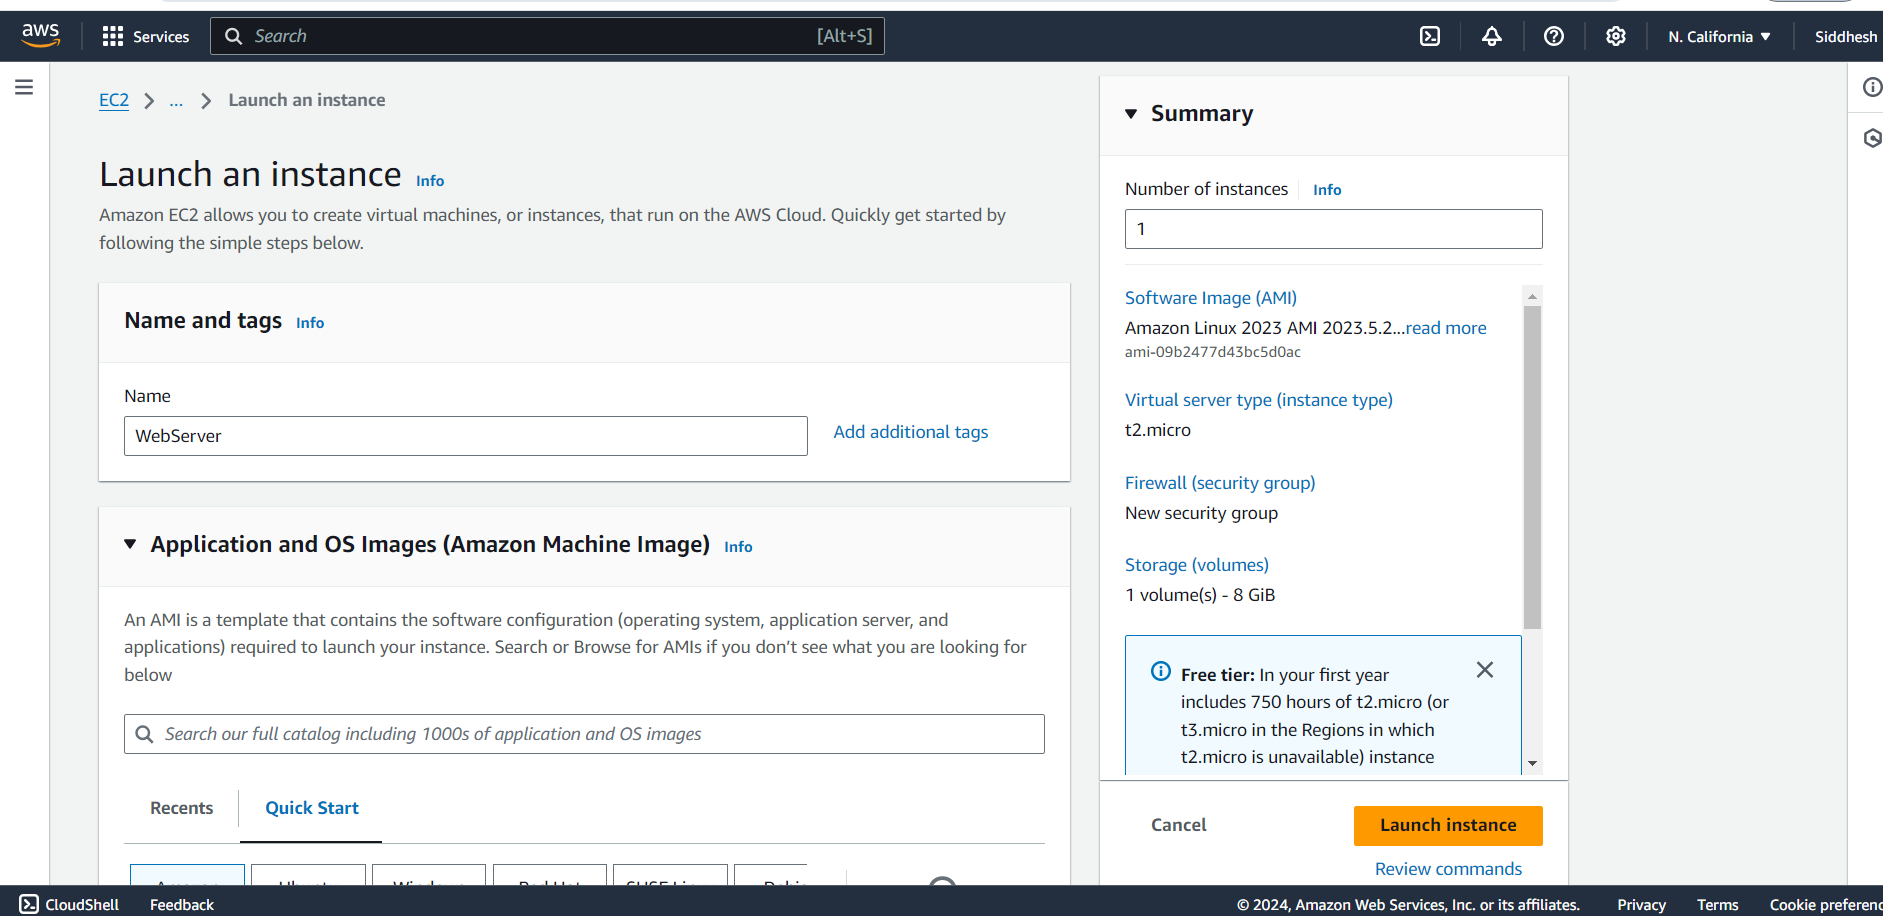 aws
Services
Search
[Alt+S]
N. California
Siddhesh
EC2
...
Launch an instance
Launch an instance Info
Amazon EC2 allows you to create virtual machines, or instances, that run on the AWS Cloud. Quickly get started by
following the simple steps below.
Name and tags Info
Name
WebServer
Add additional tags
Application and OS Images (Amazon Machine Image) Info
An AMI is a template that contains the software configuration (operating system, application server, and
applications) required to launch your instance. Search or Browse for AMIs if you don’t see what you are looking for
below
Search our full catalog including 1000s of application and OS images
Recents
Quick Start
Summary
Number of instances Info
1
Software Image (AMI)
Amazon Linux 2023 AMI 2023.5.2...read more
ami-09b2477d43bc5d0ac
Virtual server type (instance type)
t2.micro
Firewall (security group)
New security group
Storage (volumes)
1 volume(s) - 8 GiB
Free tier: In your first year
includes 750 hours of t2.micro (or
t3.micro in the Regions in which
t2.micro is unavailable) instance
Cancel
Launch instance
Review commands
CloudShell
Feedback
© 2024, Amazon Web Services, Inc. or its affiliates.
Privacy
Terms
Cookie preferenc